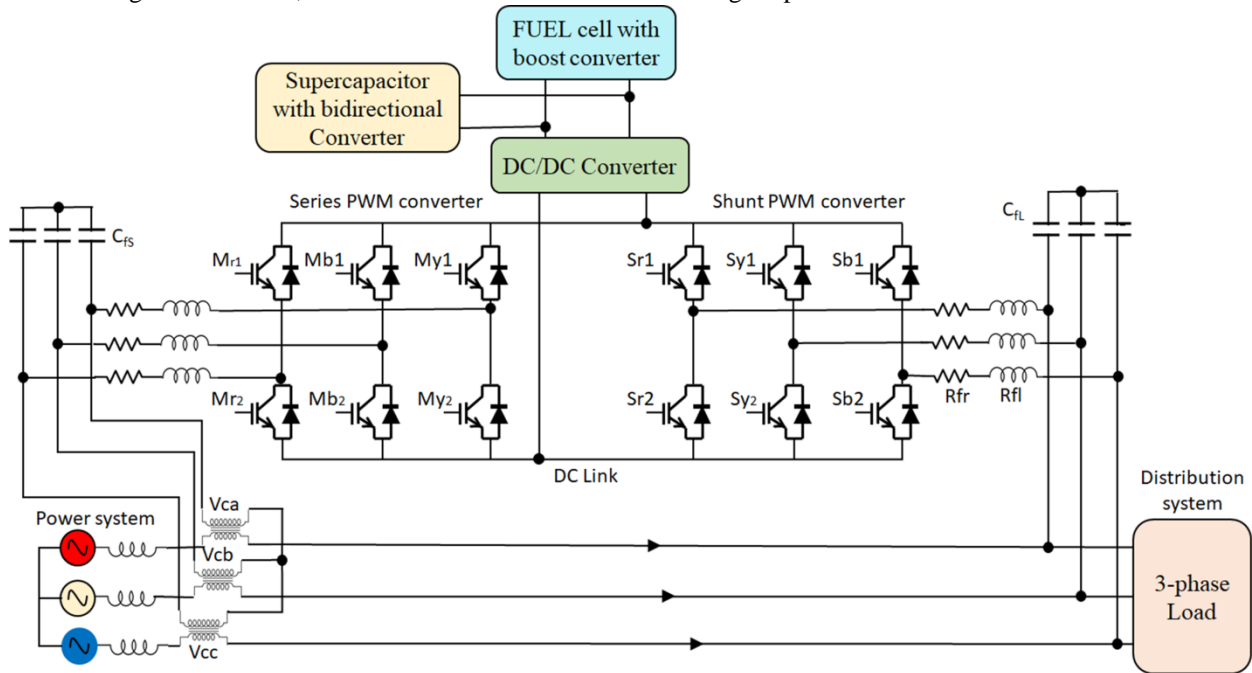 FUEL cell with
boost converter
Supercapacitor
with bidirectional
Converter
DC/DC Converter
Series PWM converter
Shunt PWM converter
CfS
CfL
Mr1
Mb1
My1
Sr1
Sy1
Sb1
Mr2
Mb2
My2
Sr2
Sy2
Sb2
Rfr
Rfl
DC Link
Distribution
system
Power system
Vca
Vcb
Vcc
3-phase
Load